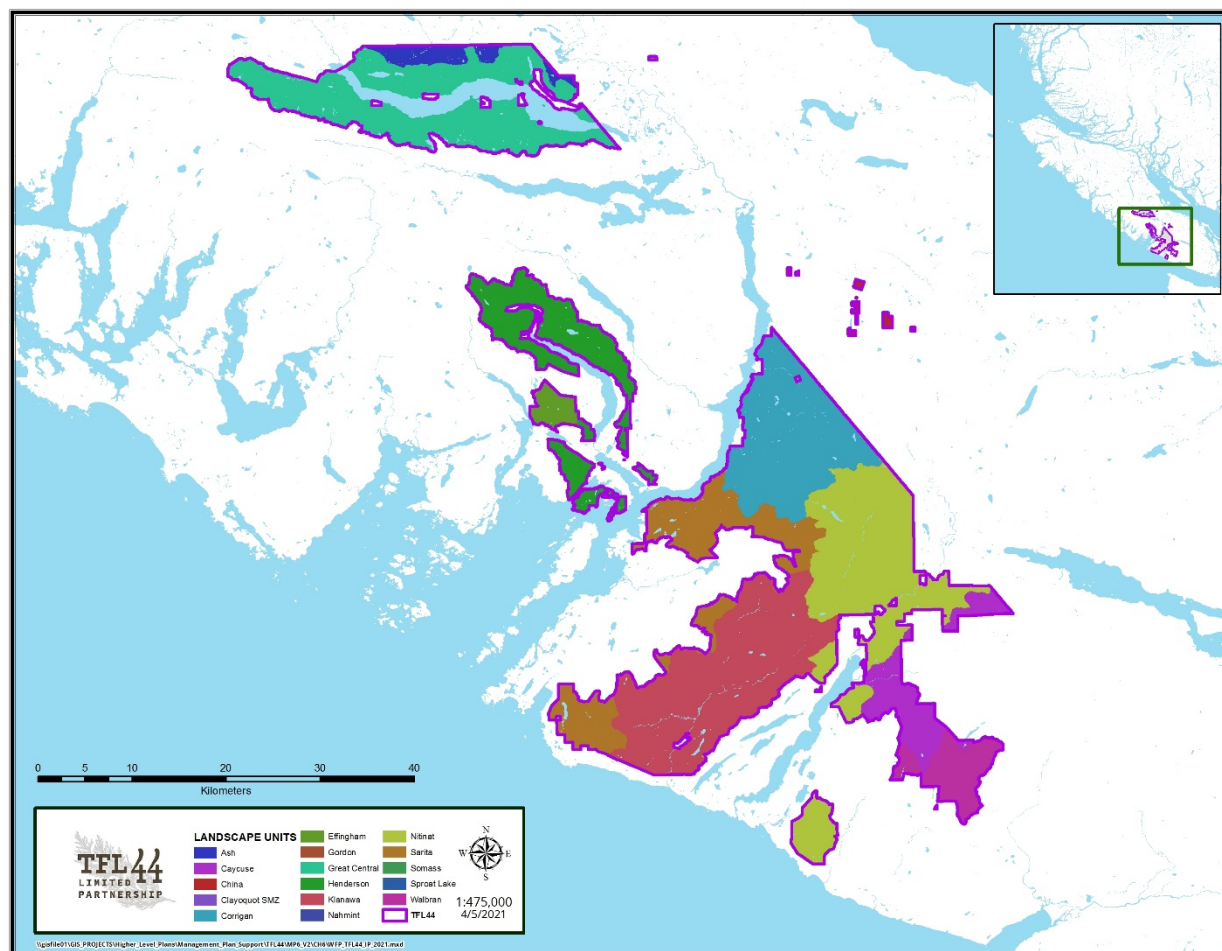 0 5 10 20 30 40
Kilometers
TFL44
LIMITED
PARTNERSHIP
LANDSCAPE UNITS
Ash
Caycuse
China
Clayoquot SMZ
Corrigan
Effingham
Gordon
Great Central
Henderson
Klanawa
Nahmint
Nitinat
Sarita
Somass
Sproat Lake
Walbran
TFL44
N
W E
S
1:475,000
4/5/2021
\\gisfile01\GIS_PROJECTS\Higher_Level_Plans\Management_Plan_Support\TFL44\MP6_V2\CH6\WFP_TFL44_IP_2021.mxd